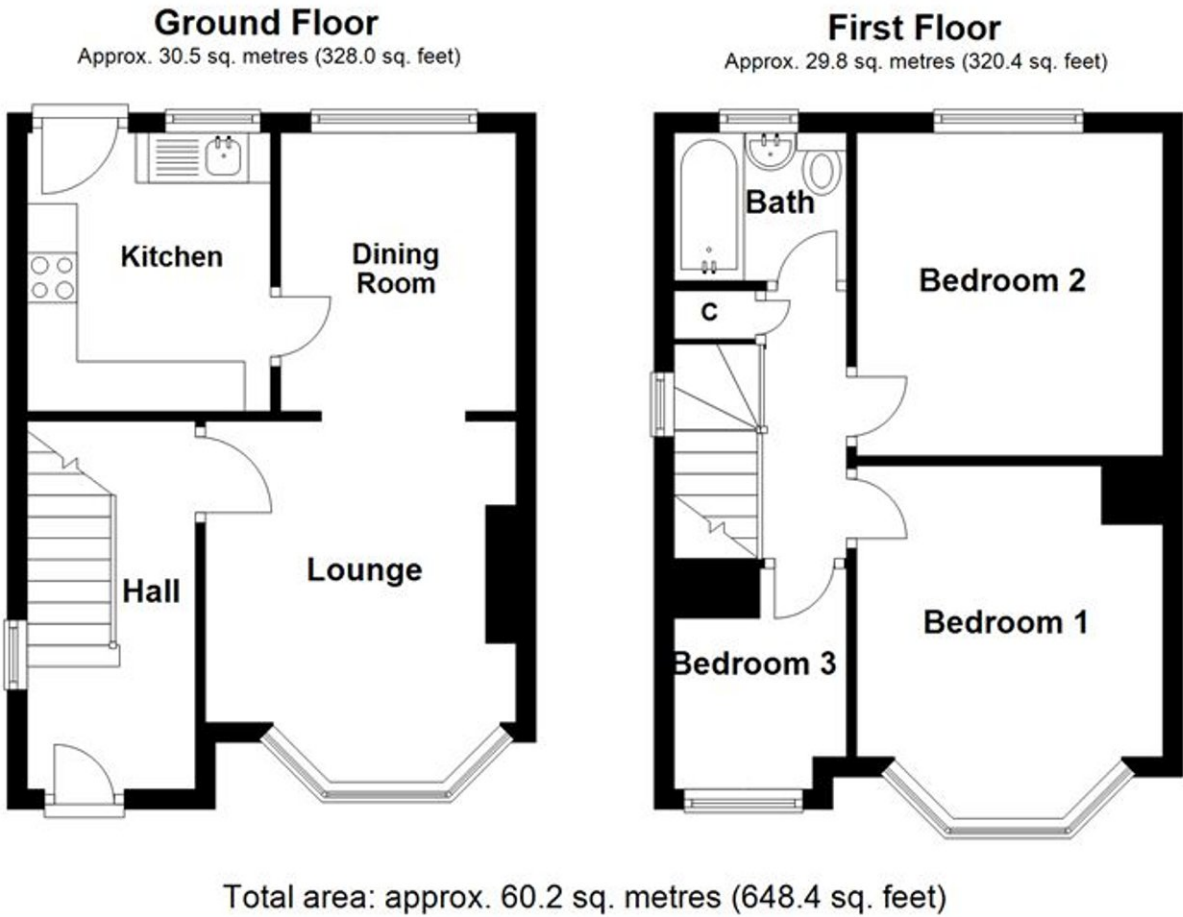 Ground Floor
Approx. 30.5 sq. metres (328.0 sq. feet)
Kitchen
Dining
Room
Lounge
Hall
First Floor
Approx. 29.8 sq. metres (320.4 sq. feet)
Bath
Bedroom 2
C
Bedroom 1
Bedroom 3
Total area: approx. 60.2 sq. metres (648.4 sq. feet)